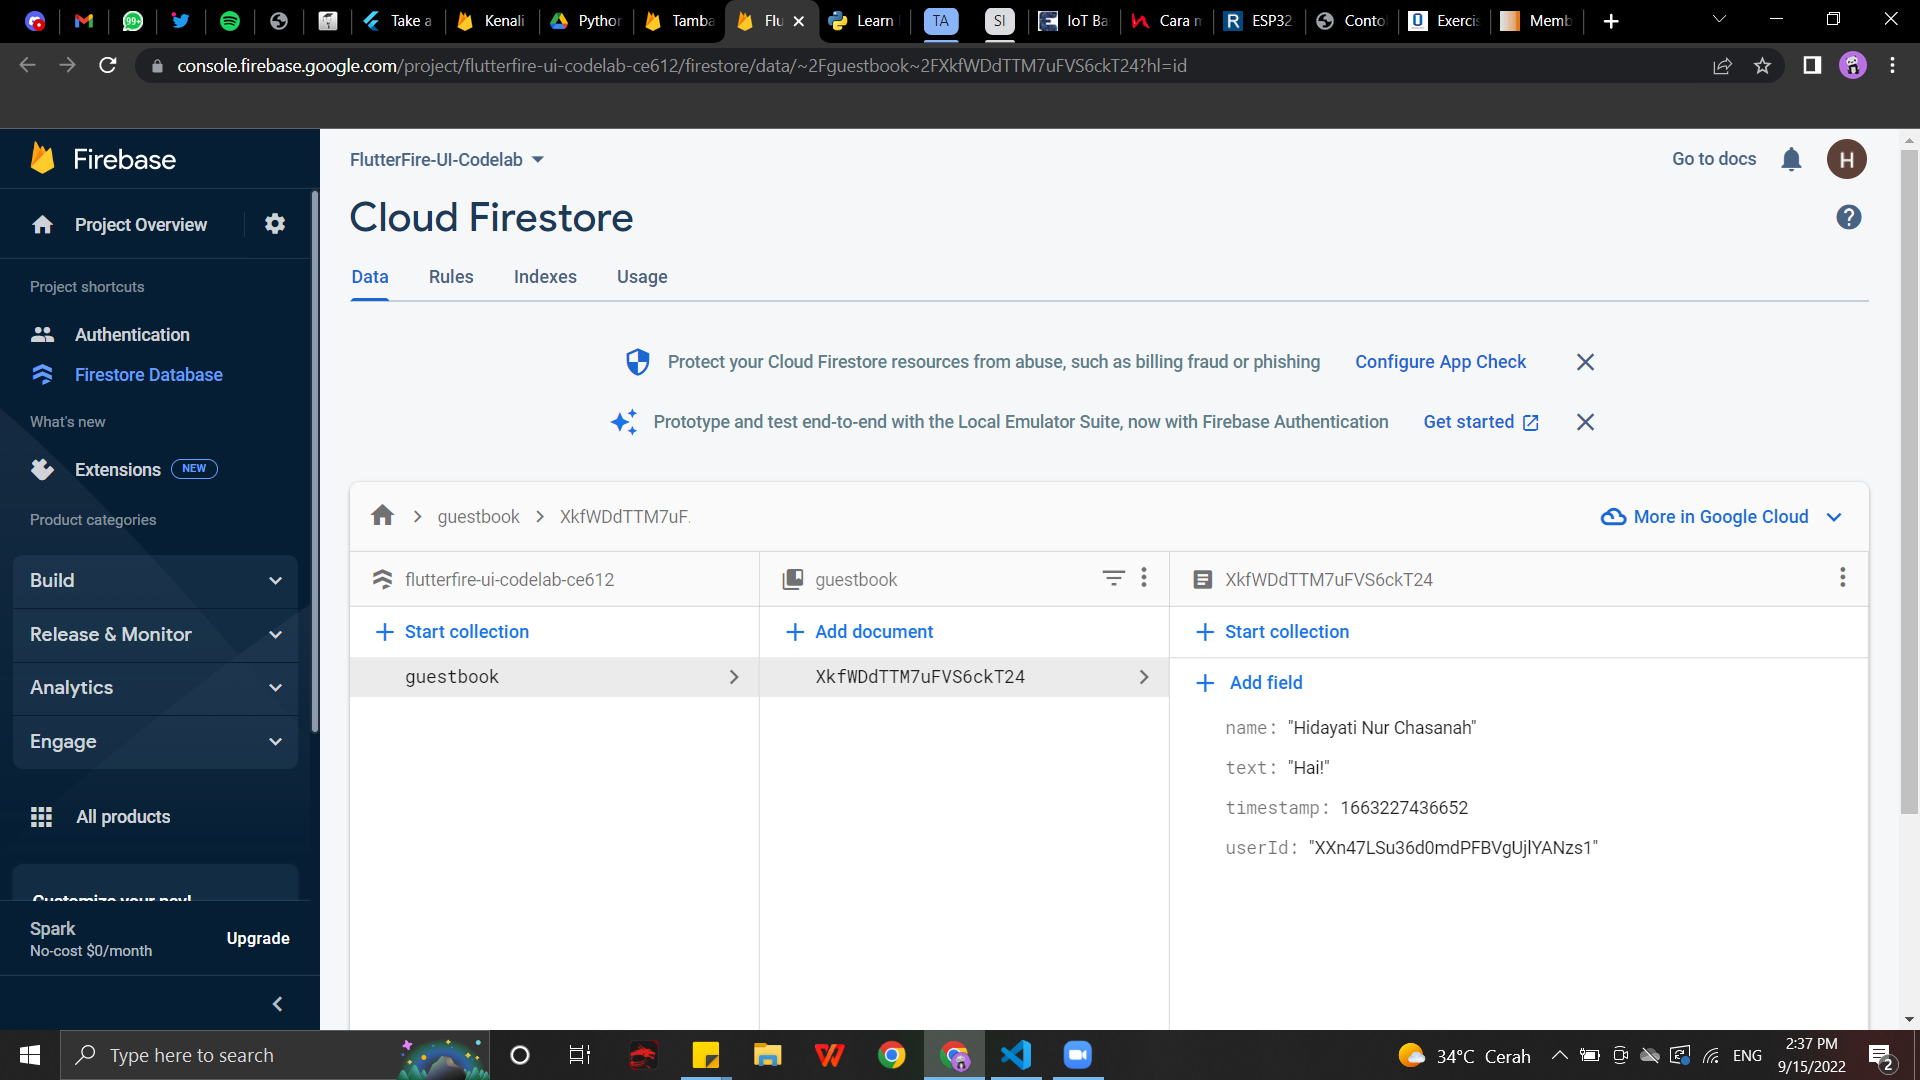 Take a
Kenali
Python
Tamba
Flu
Learn
TA
SI
IoT Ba
Cara m
ESP32
Conto
Exercis
Memb
console.firebase.google.com/project/flutterfire-ui-codelab-ce612/firestore/data/~2Fguestbook~2FXkfWDdTTM7uFVS6ckT24?hl=id
Firebase
FlutterFire-UI-Codelab
Go to docs
H
Project Overview
Cloud Firestore
Data
Rules
Indexes
Usage
Project shortcuts
Authentication
Firestore Database
What's new
Extensions
NEW
Product categories
Build
Release & Monitor
Analytics
Engage
All products
Spark
No-cost $0/month
Upgrade
Protect your Cloud Firestore resources from abuse, such as billing fraud or phishing
Configure App Check
Prototype and test end-to-end with the Local Emulator Suite, now with Firebase Authentication
Get started
guestbook
XkfWDdTTM7uF
More in Google Cloud
flutterfire-ui-codelab-ce612
guestbook
XkfWDdTTM7uFVS6ckT24
Start collection
Add document
Start collection
guestbook
XkfWDdTTM7uFVS6ckT24
Add field
name: "Hidayati Nur Chasanah"
text: "Hai!"
timestamp: 1663227436652
userId: "XXn47LSu36d0mdPFBVgUjlYANzs1"
Type here to search
34°C Cerah
ENG
2:37 PM
9/15/2022
2